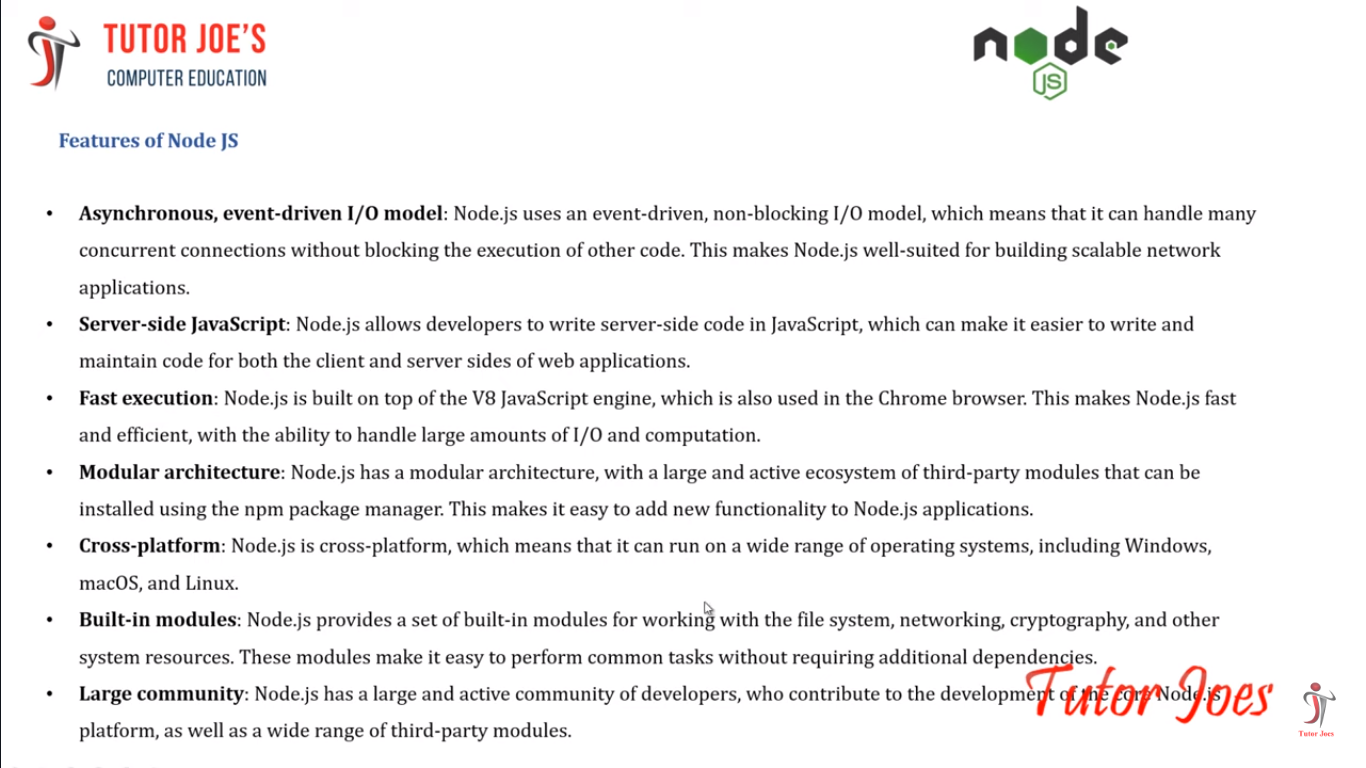 TUTOR JOE'S
COMPUTER EDUCATION
node
JS
Features of Node JS
• Asynchronous, event-driven I/O model: Node.js uses an event-driven, non-blocking I/O model, which means that it can handle many
concurrent connections without blocking the execution of other code. This makes Node.js well-suited for building scalable network
applications.
• Server-side JavaScript: Node.js allows developers to write server-side code in JavaScript, which can make it easier to write and
maintain code for both the client and server sides of web applications.
• Fast execution: Node.js is built on top of the V8 JavaScript engine, which is also used in the Chrome browser. This makes Node.js fast
and efficient, with the ability to handle large amounts of I/O and computation.
• Modular architecture: Node.js has a modular architecture, with a large and active ecosystem of third-party modules that can be
installed using the npm package manager. This makes it easy to add new functionality to Node.js applications.
• Cross-platform: Node.js is cross-platform, which means that it can run on a wide range of operating systems, including Windows,
macOS, and Linux.
• Built-in modules: Node.js provides a set of built-in modules for working with the file system, networking, cryptography, and other
system resources. These modules make it easy to perform common tasks without requiring additional dependencies.
• Large community: Node.js has a large and active community of developers, who contribute to the development of the core Node.js
platform, as well as a wide range of third-party modules.
Tutor Joes
Tutor Joes